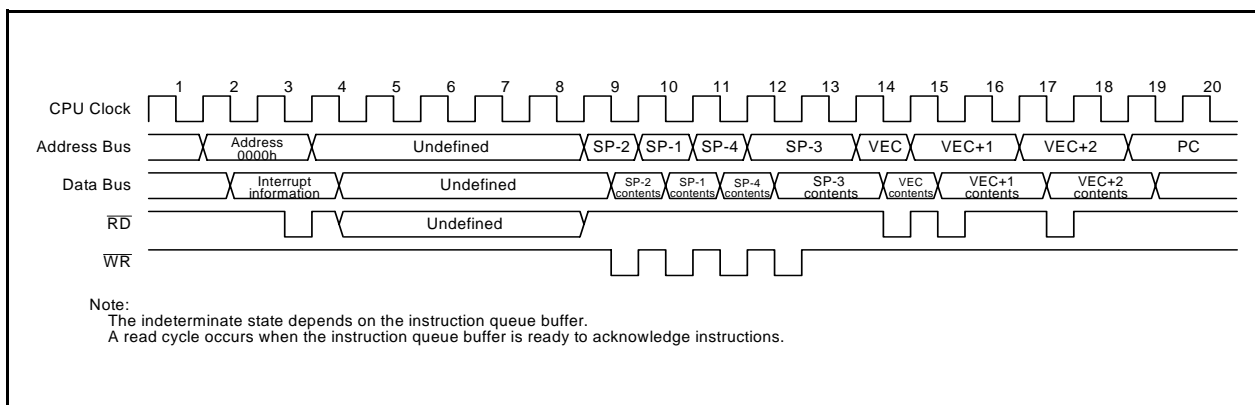 1 2 3 4 5 6 7 8 9 10 11 12 13 14 15 16 17 18 19 20
CPU Clock
Address Bus Address 0000h Undefined SP-2 SP-1 SP-4 SP-3 VEC VEC+1 VEC+2 PC
Data Bus Interrupt information Undefined SP-2 contents SP-1 contents SP-4 contents SP-3 contents VEC contents VEC+1 contents VEC+2 contents
RD Undefined
WR
Note:
The indeterminate state depends on the instruction queue buffer.
A read cycle occurs when the instruction queue buffer is ready to acknowledge instructions.